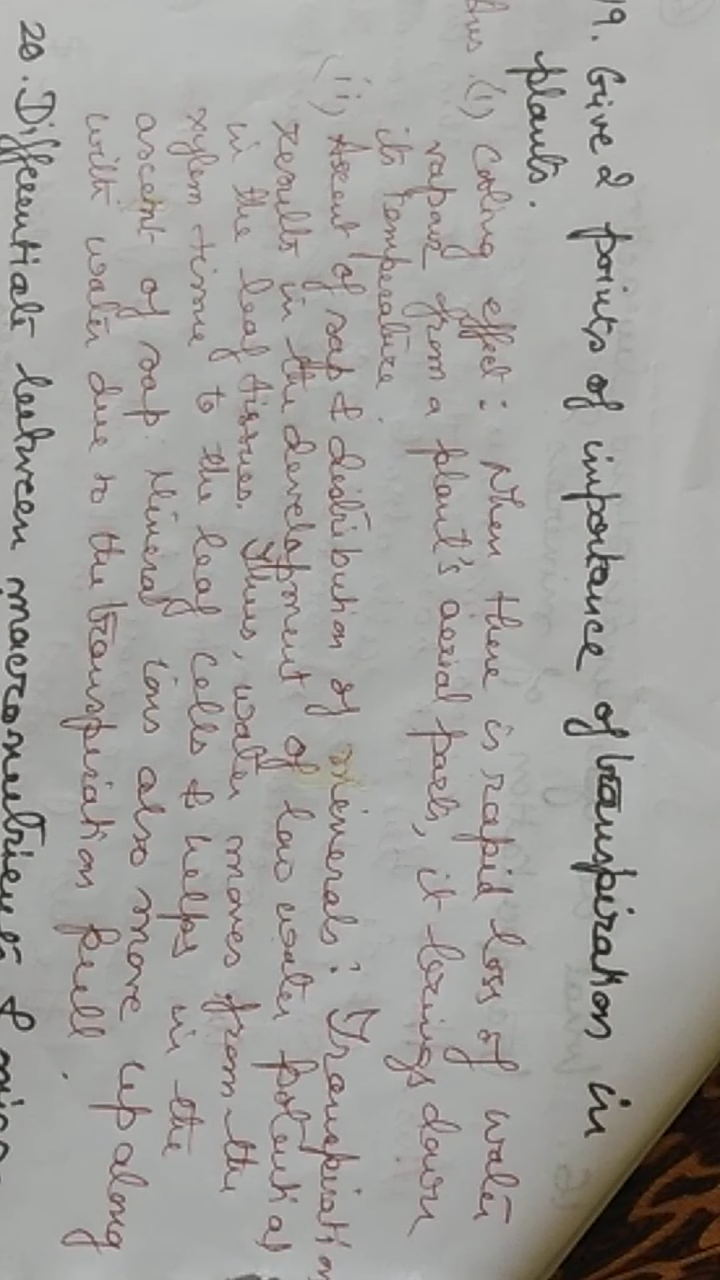 19. Give 2 points of importance of transpiration in
plants.
Ans. (i) Cooling effect: When there is rapid loss of water
vapour from a plant's aerial parts, it brings down
its temperature.
(ii) Ascent of sap & distribution of minerals: Transpiration
results in the development of low water potential
in the leaf tissues. Thus, water moves from the
xylem tissue to the leaf cells & helps in the
ascent of sap. Mineral ions also move up along
with water due to the transpiration pull.
20. Differentiate between macronutrients &